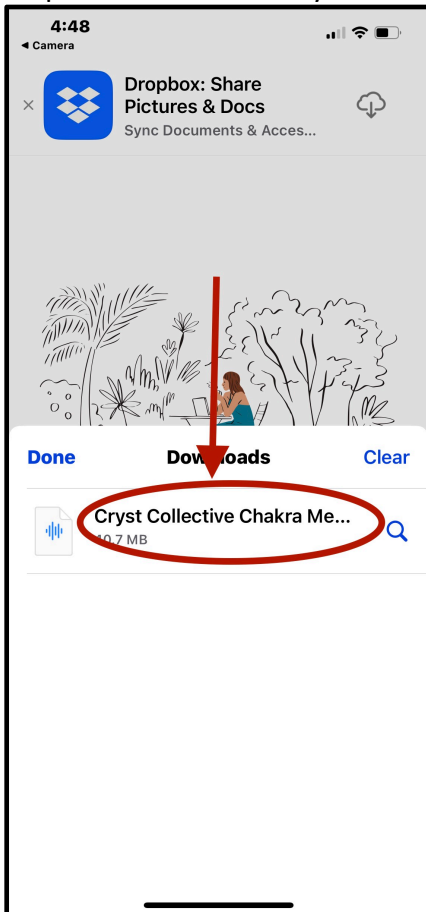 4:48
◀ Camera
Dropbox: Share
Pictures & Docs
Sync Documents & Acces...
Done Downloads Clear
Cryst Collective Chakra Me...
MB